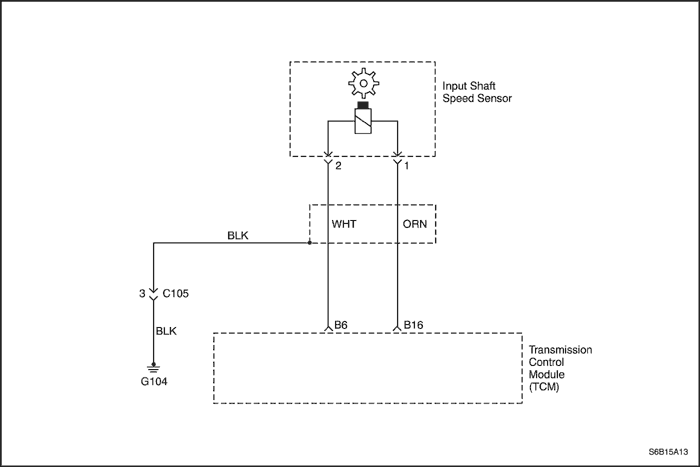 Input Shaft
Speed Sensor
2
1
WHT
ORN
BLK
3
C105
BLK
G104
B6
B16
Transmission
Control
Module
(TCM)
S6B15A13